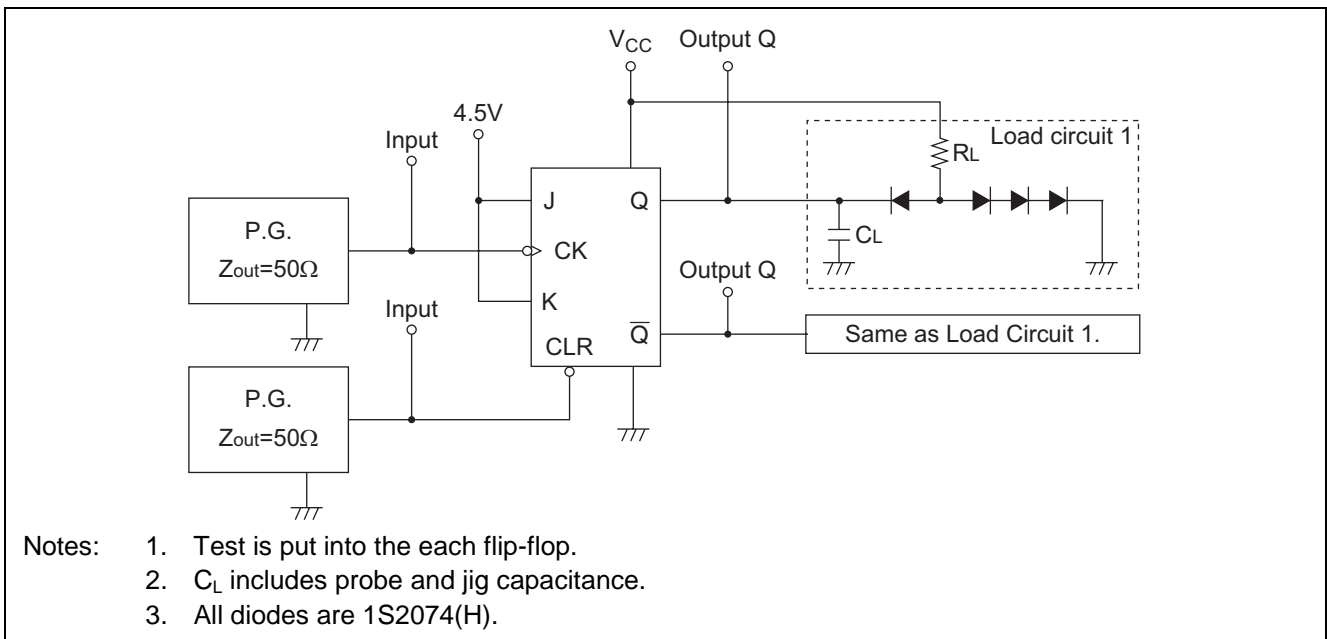 VCC Output Q
4.5V
Input
Load circuit 1
RL
J Q
P.G.
Zout=50Ω
CK
CL
Output Q
K
Input
Q̅
Same as Load Circuit 1.
CLR
P.G.
Zout=50Ω
Notes: 1. Test is put into the each flip-flop.
2. CL includes probe and jig capacitance.
3. All diodes are 1S2074(H).